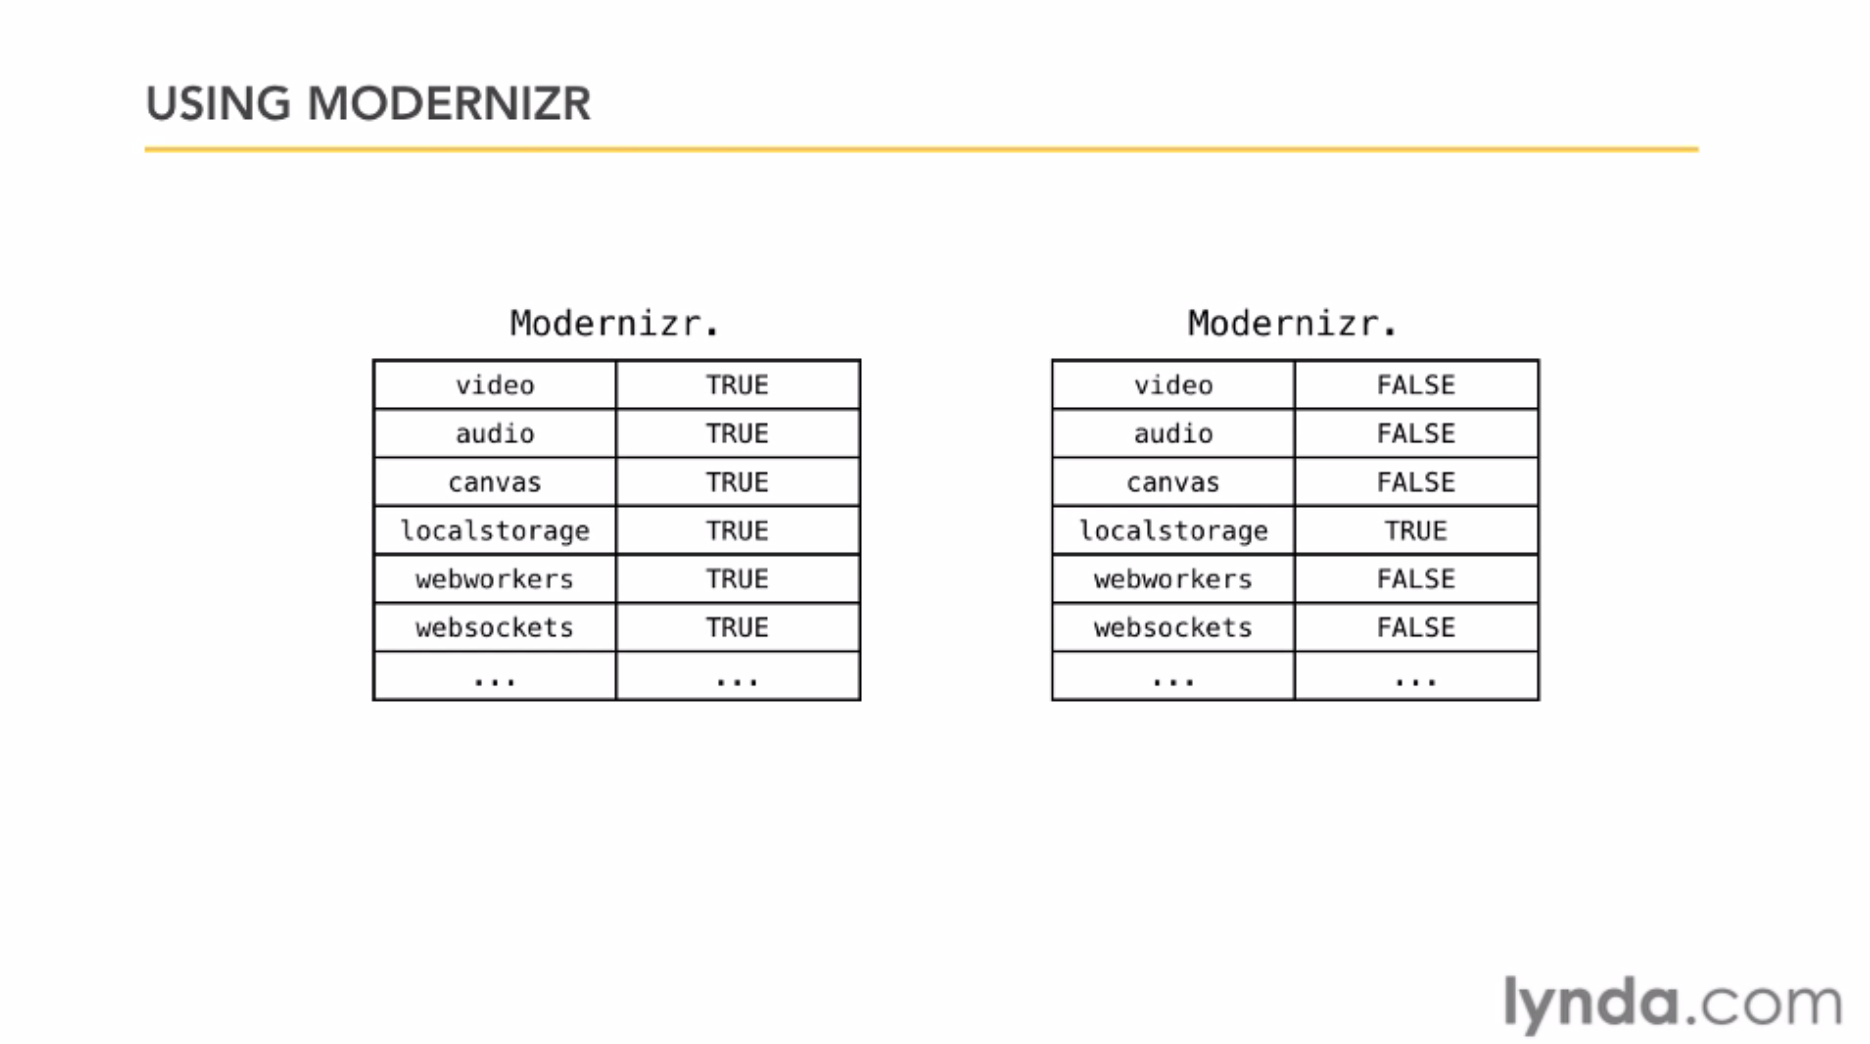 USING MODERNIZR
Modernizr.
video TRUE
audio TRUE
canvas TRUE
localstorage TRUE
webworkers TRUE
websockets TRUE
... ...
Modernizr.
video FALSE
audio FALSE
canvas FALSE
localstorage TRUE
webworkers FALSE
websockets FALSE
... ...
lynda.com